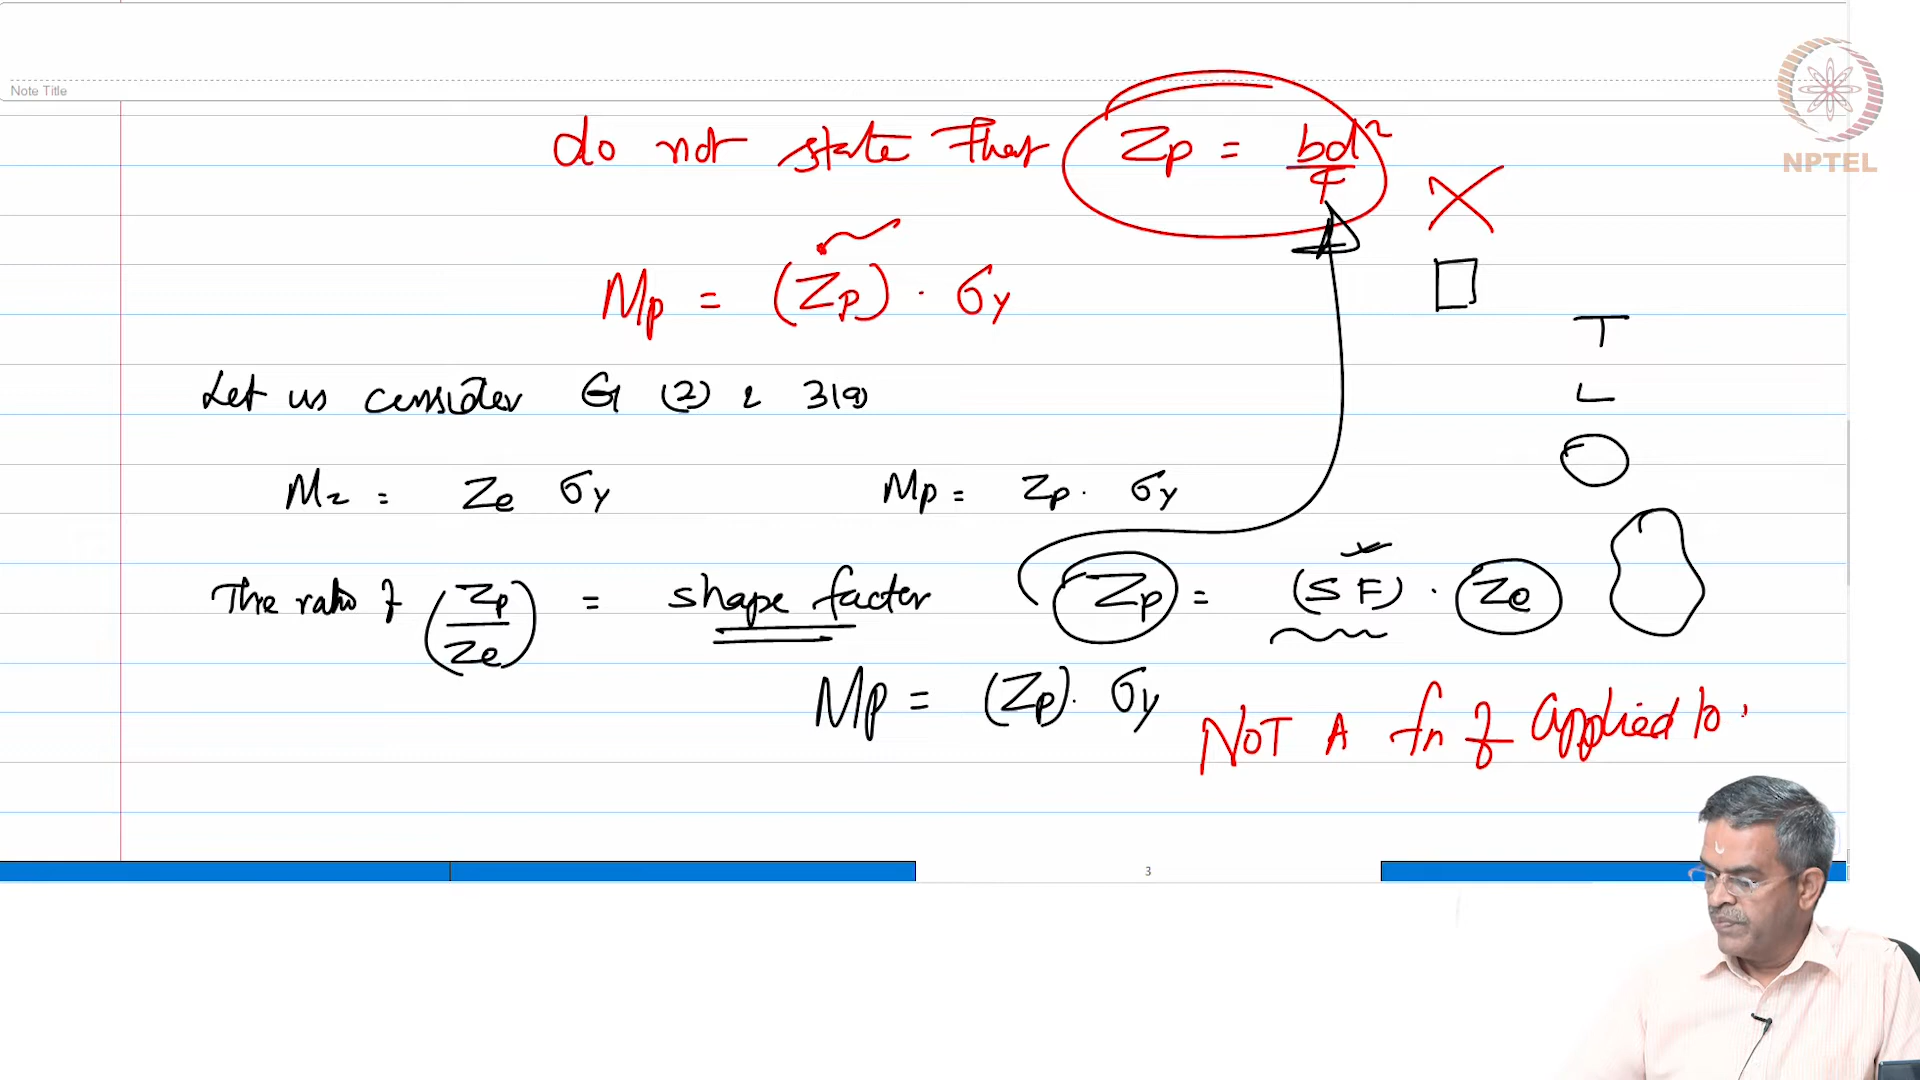 Note Title
do not state that Zp = bd²/4
NPTEL
Mp = (Zp) · σy
T
Let us consider Eq (2) & 3(a)
L
M2 = Ze σy Mp = Zp · σy
The ratio of (Zp/Ze) = shape factor Zp = (SF) · Ze
Mp = (Zp) · σy
NOT A fn of applied lo
3